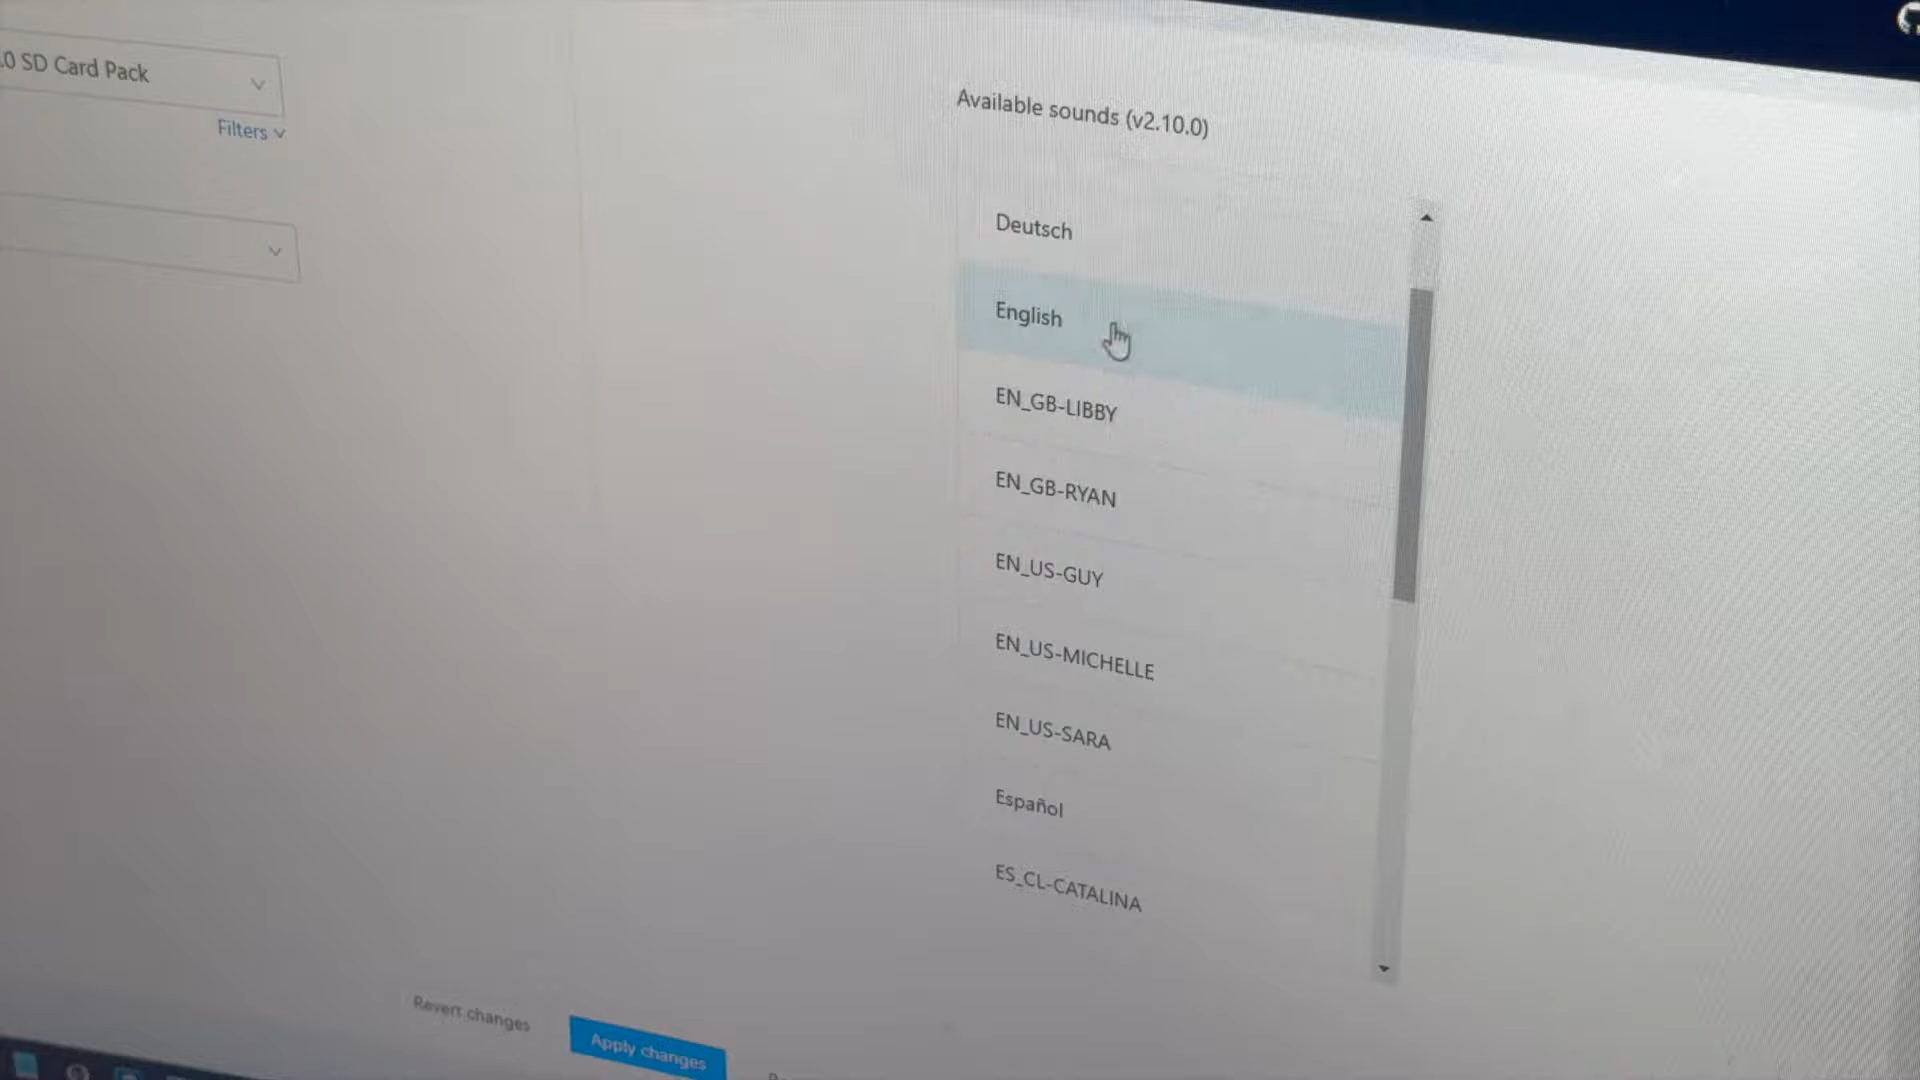 .0 SD Card Pack
Filters
Available sounds (v2.10.0)
Deutsch
English
EN_GB-LIBBY
EN_GB-RYAN
EN_US-GUY
EN_US-MICHELLE
EN_US-SARA
Español
ES_CL-CATALINA
Revert changes
Apply changes